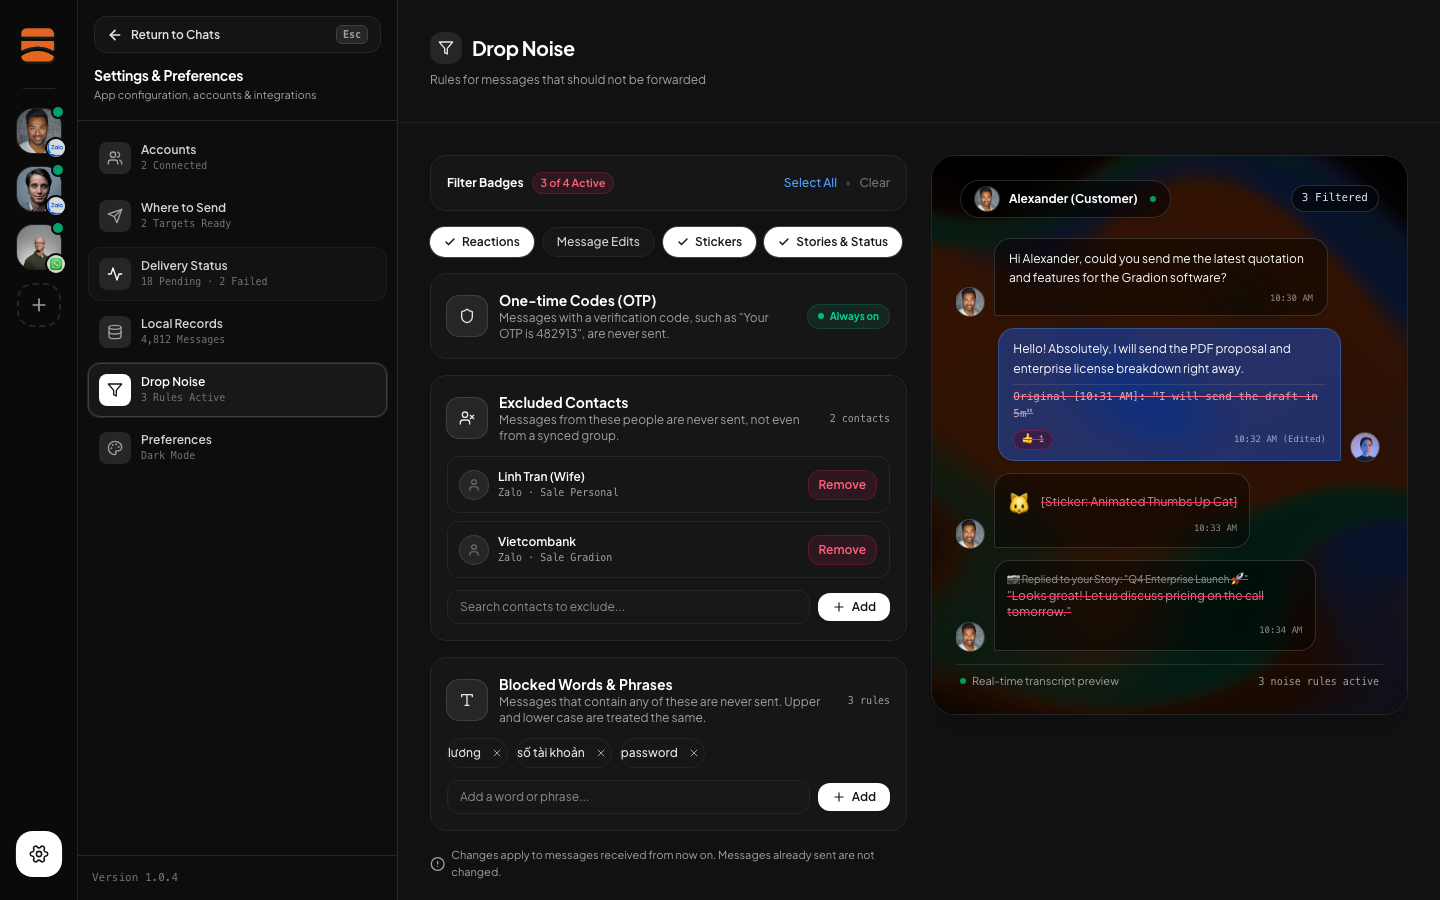 Return to Chats
Esc
Settings & Preferences
App configuration, accounts & integrations
Accounts
2 Connected
Where to Send
2 Targets Ready
Delivery Status
18 Pending · 2 Failed
Local Records
4,812 Messages
Drop Noise
3 Rules Active
Preferences
Dark Mode
Version 1.0.4
Zalo
Zalo
Drop Noise
Rules for messages that should not be forwarded
Filter Badges
3 of 4 Active
Select All • Clear
Reactions
Message Edits
Stickers
Stories & Status
One-time Codes (OTP)
Messages with a verification code, such as "Your
OTP is 482913", are never sent.
Always on
Excluded Contacts
Messages from these people are never sent, not even
from a synced group.
2 contacts
Linh Tran (Wife)
Zalo · Sale Personal
Remove
Vietcombank
Zalo · Sale Gradion
Remove
Search contacts to exclude...
+ Add
Blocked Words & Phrases
Messages that contain any of these are never sent. Upper
and lower case are treated the same.
3 rules
lương ×
số tài khoản ×
password ×
Add a word or phrase...
+ Add
Changes apply to messages received from now on. Messages already sent are not
changed.
Alexander (Customer)
3 Filtered
Hi Alexander, could you send me the latest quotation
and features for the Gradion software?
10:30 AM
Hello! Absolutely, I will send the PDF proposal and
enterprise license breakdown right away.
Original [10:31 AM]: "I will send the draft in
5m"
👍 1
10:32 AM (Edited)
[Sticker: Animated Thumbs Up Cat]
10:33 AM
📷 Replied to your Story: "Q4 Enterprise Launch 🚀"
"Looks great! Let us discuss pricing on the call
tomorrow."
10:34 AM
Real-time transcript preview
3 noise rules active